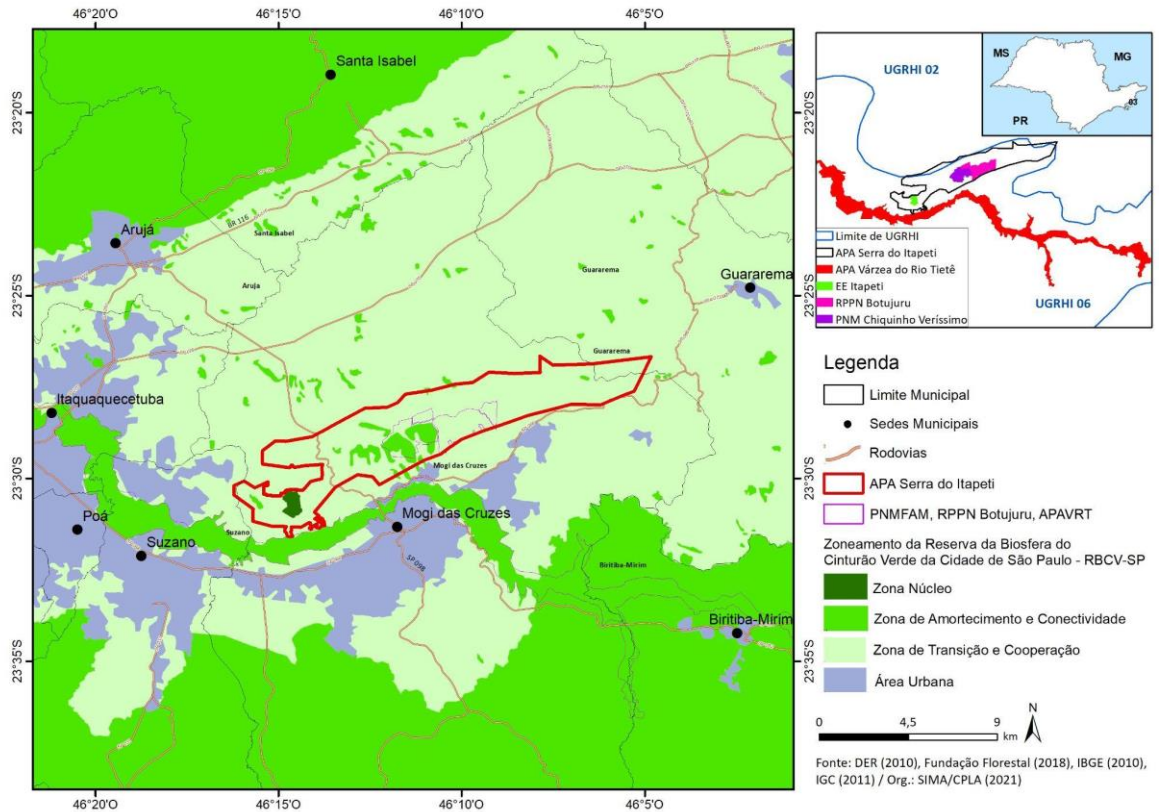 46°20'O
46°15'O
46°10'O
46°5'O
23°20'S
23°25'S
23°30'S
23°35'S
Santa Isabel
Arujá
BR 116
Santa Isabel
Aruja
Guararema
Guararema
Guararema
Itaquaquecetuba
Mogi das Cruzes
Poá
Suzano
Suzano
Mogi das Cruzes
SP 098
Biritiba-Mirim
Biritiba-Mirim
23°20'S
23°25'S
23°30'S
23°35'S
46°20'O
46°15'O
46°10'O
46°5'O
UGRHI 02
MS
MG
PR
03
UGRHI 06
Limite de UGRHI
APA Serra do Itapeti
APA Várzea do Rio Tietê
EE Itapeti
RPPN Botujuru
PNM Chiquinho Veríssimo
Legenda
Limite Municipal
Sedes Municipais
Rodovias
APA Serra do Itapeti
PNMFAM, RPPN Botujuru, APAVRT
Zoneamento da Reserva da Biosfera do
Cinturão Verde da Cidade de São Paulo - RBCV-SP
Zona Núcleo
Zona de Amortecimento e Conectividade
Zona de Transição e Cooperação
Área Urbana
N
0 4,5 9
km
Fonte: DER (2010), Fundação Florestal (2018), IBGE (2010),
IGC (2011) / Org.: SIMA/CPLA (2021)